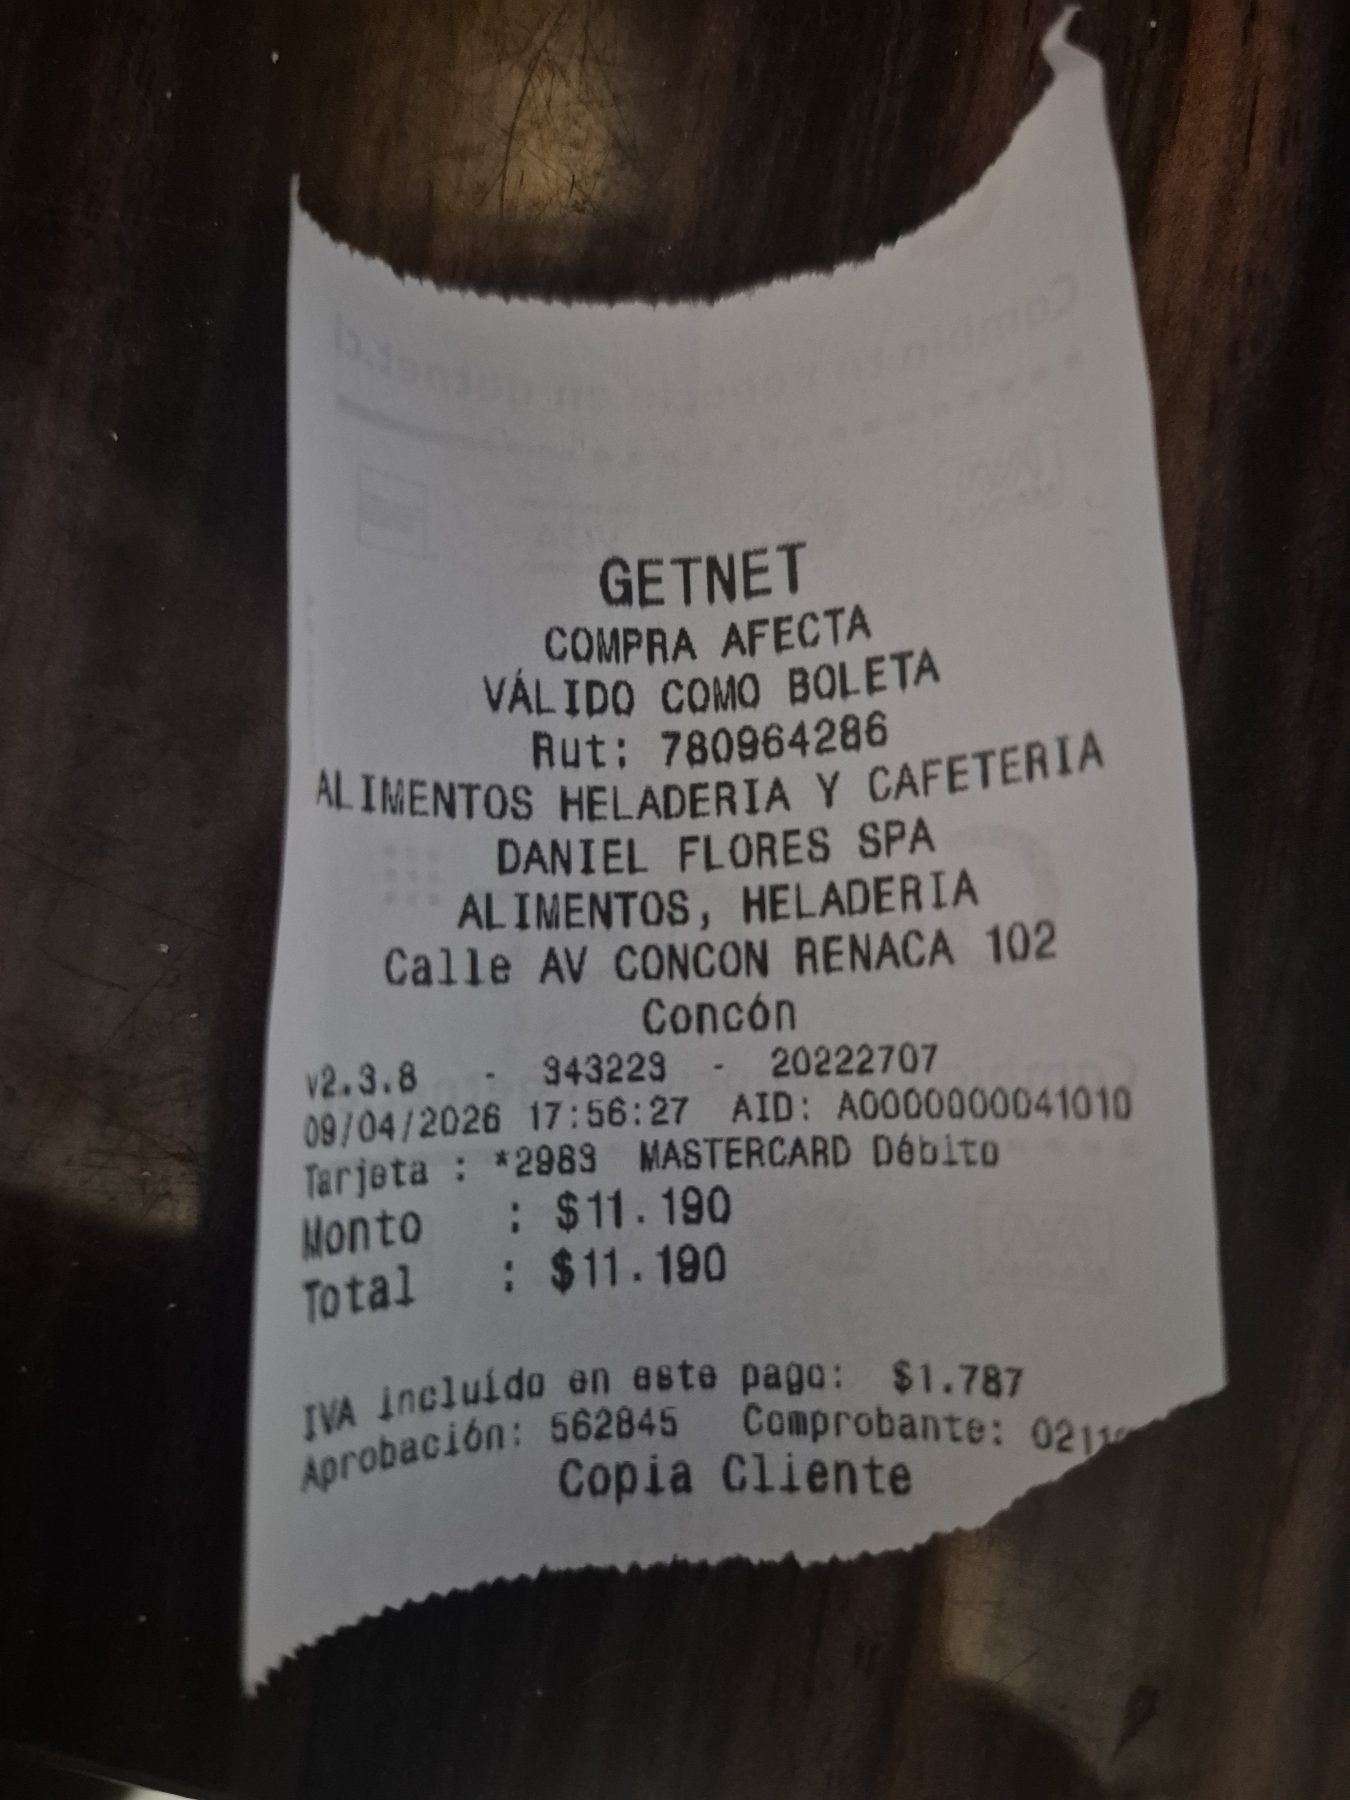 GETNET
COMPRA AFECTA
VÁLIDO COMO BOLETA
Rut: 780964286
ALIMENTOS HELADERIA Y CAFETERIA
DANIEL FLORES SPA
ALIMENTOS, HELADERIA
Calle AV CONCON RENACA 102
Concón
v2.3.8 - 343223 - 20222707
09/04/2026 17:56:27 AID: A0000000041010
Tarjeta : *2983 MASTERCARD Débito
Monto : $11.190
Total : $11.190
IVA incluído en este pago: $1.787
Aprobación: 562845 Comprobante:
Copia Cliente